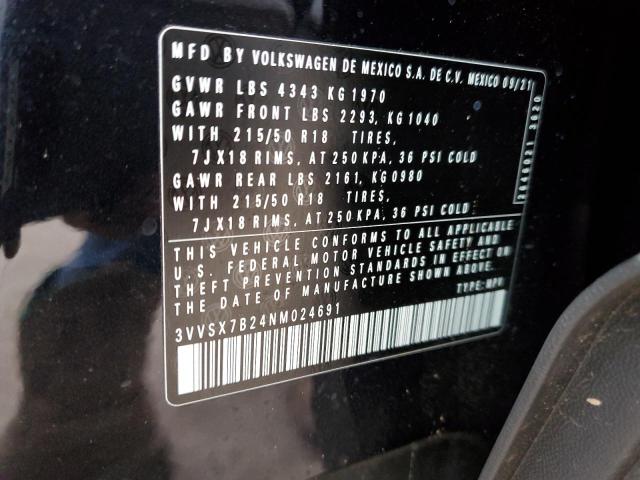 MFD BY VOLKSWAGEN DE MEXICO S.A. DE C.V. MEXICO 09/21
GVWR LBS 4343 KG 1970
GAWR FRONT LBS 2293, KG 1040
WITH 215/50 R18 TIRES,
7JX18 RIMS, AT 250 KPA, 36 PSI COLD
GAWR REAR LBS 2161, KG 0980
WITH 215/50 R18 TIRES,
7JX18 RIMS, AT 250 KPA, 36 PSI COLD
THIS VEHICLE CONFORMS TO ALL APPLICABLE
U.S. FEDERAL MOTOR VEHICLE SAFETY AND
THEFT PREVENTION STANDARDS IN EFFECT ON
THE DATE OF MANUFACTURE SHOWN ABOVE.
TYPE: MPV
3VVSX7B24NM024691